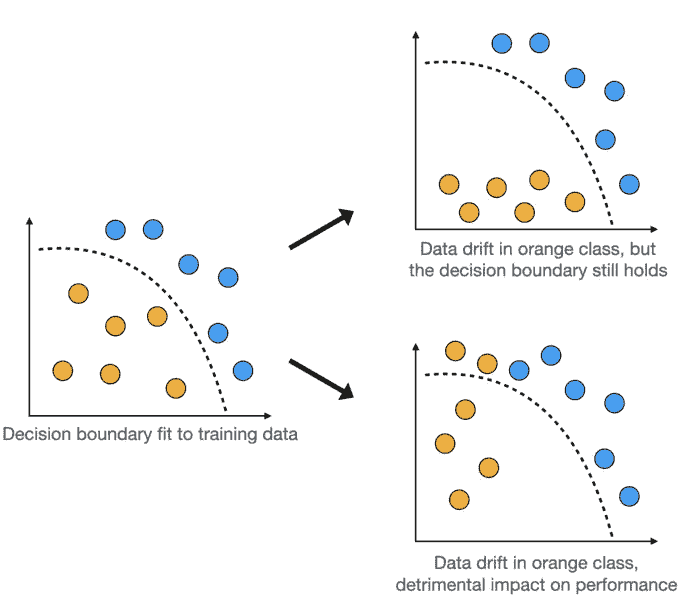 Decision boundary fit to training data
Data drift in orange class, but
the decision boundary still holds
Data drift in orange class,
detrimental impact on performance